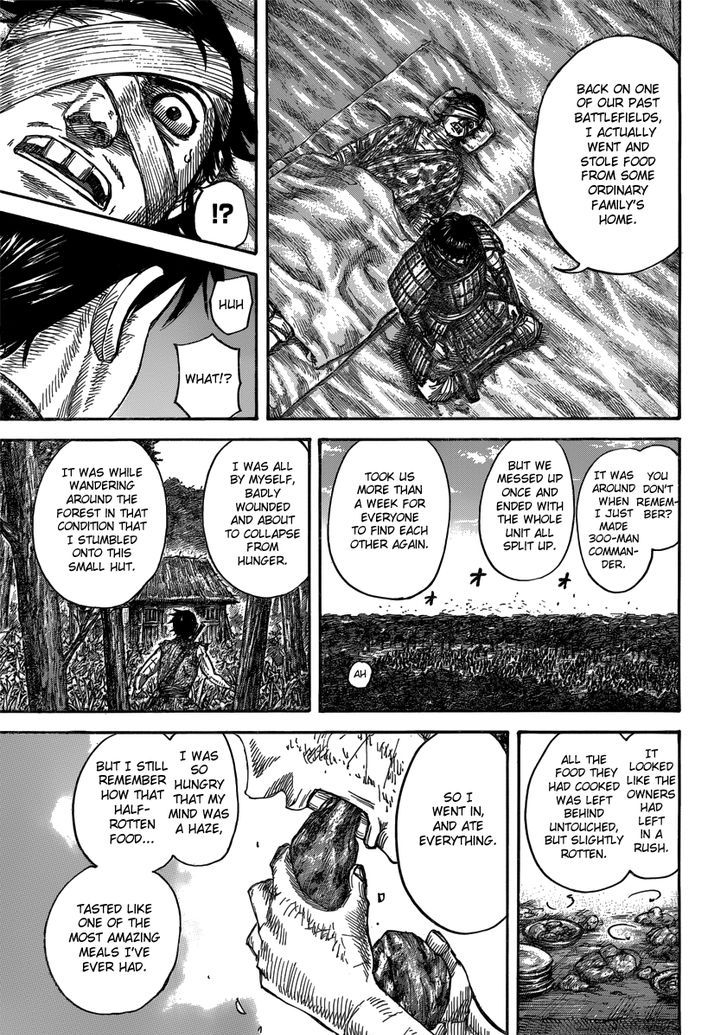 BACK ON ONE
OF OUR PAST
BATTLEFIELDS,
I ACTUALLY
WENT AND
STOLE FOOD
FROM SOME
ORDINARY
FAMILY'S
HOME.
!?
HUH
WHAT!?
YOU
DON'T
REMEM-
BER?
IT WAS
AROUND
WHEN
I JUST
MADE
300-MAN
COMMAN-
DER.
BUT WE
MESSED UP
ONCE AND
ENDED WITH
THE WHOLE
UNIT ALL
SPLIT UP.
TOOK US
MORE THAN
A WEEK FOR
EVERYONE
TO FIND EACH
OTHER AGAIN.
AH
I WAS ALL
BY MYSELF,
BADLY
WOUNDED
AND ABOUT
TO COLLAPSE
FROM
HUNGER.
IT WAS WHILE
WANDERING
AROUND THE
FOREST IN THAT
CONDITION THAT
I STUMBLED
ONTO THIS
SMALL HUT.
IT
LOOKED
LIKE THE
OWNERS
HAD
LEFT
IN A
RUSH.
ALL THE
FOOD THEY
HAD COOKED
WAS LEFT
BEHIND
UNTOUCHED,
BUT SLIGHTLY
ROTTEN.
SO I
WENT IN,
AND ATE
EVERYTHING.
I WAS
SO
HUNGRY
THAT MY
MIND WAS
A HAZE,
BUT I STILL
REMEMBER
HOW THAT
HALF-
ROTTEN
FOOD...
TASTED LIKE
ONE OF THE
MOST AMAZING
MEALS I'VE
EVER HAD.